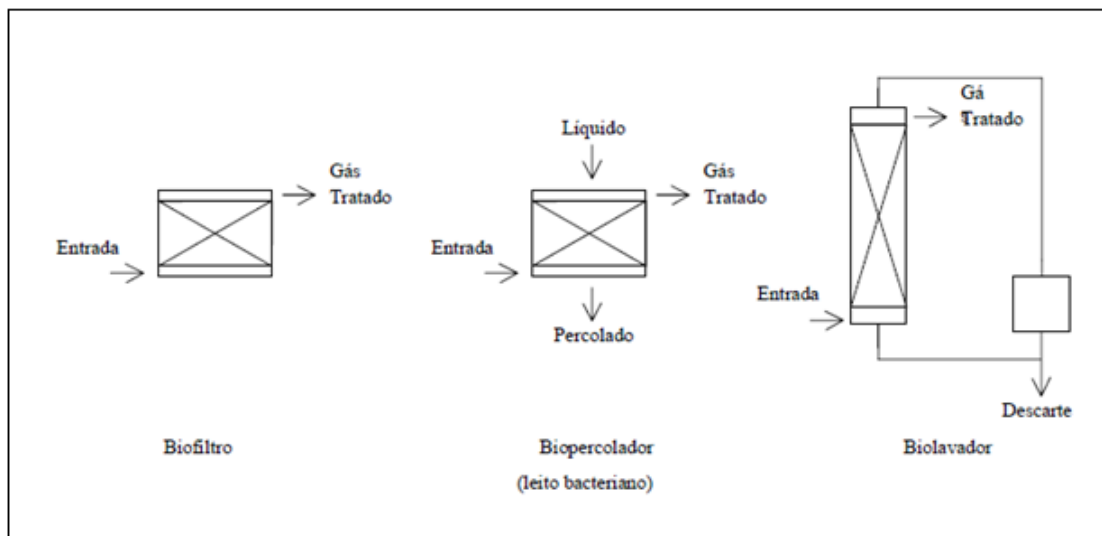 Gás
Tratado
Entrada
Biofiltro
Líquido
Gás
Tratado
Entrada
Percolado
Biopercolador
(leito bacteriano)
Gá
Tratado
Entrada
Descarte
Biolavador